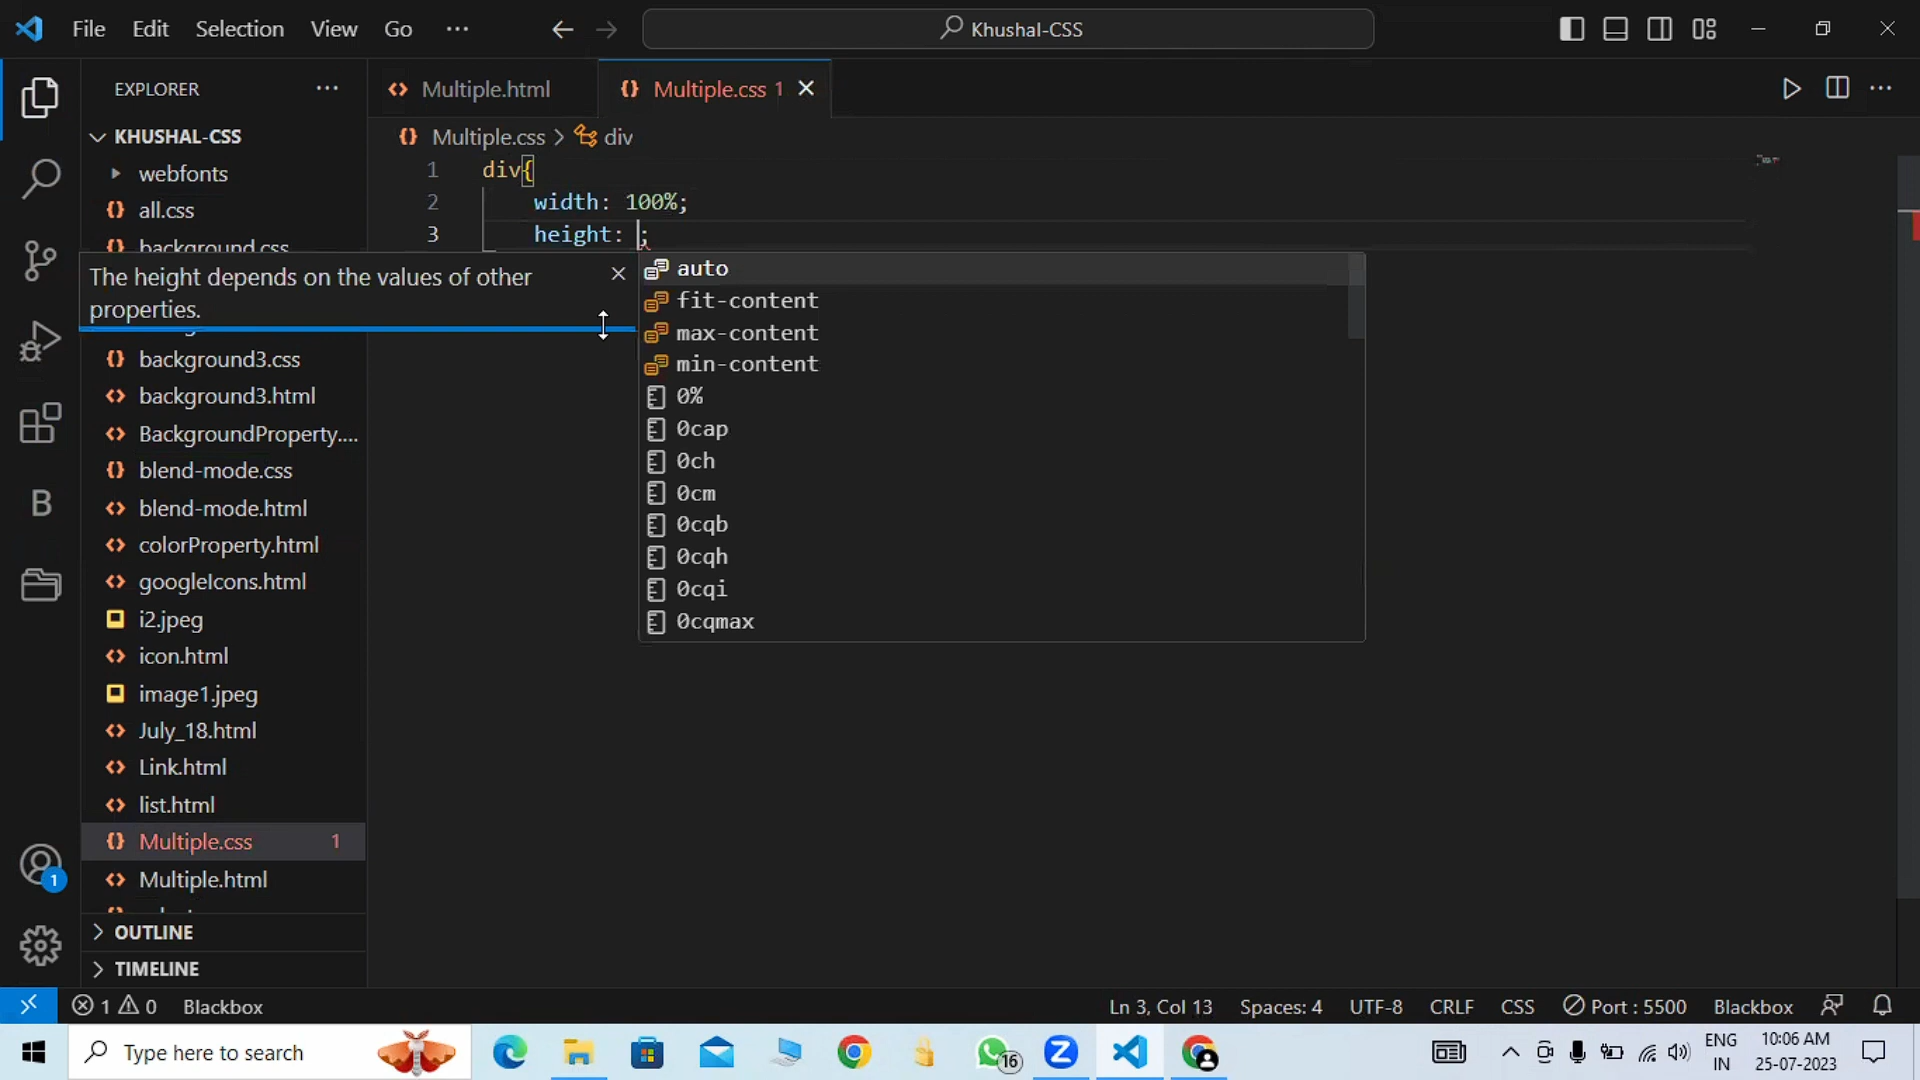 File Edit Selection View Go ···
Khushal-CSS
EXPLORER ···
Multiple.html
Multiple.css 1
KHUSHAL-CSS
Multiple.css > div
webfonts
all.css
background.css
1 div{
2 width: 100%;
3 height: ;
The height depends on the values of other
properties.
auto
fit-content
max-content
min-content
0%
0cap
0ch
0cm
0cqb
0cqh
0cqi
0cqmax
background3.css
background3.html
BackgroundProperty....
blend-mode.css
blend-mode.html
colorProperty.html
googleIcons.html
i2.jpeg
icon.html
image1.jpeg
July_18.html
Link.html
list.html
Multiple.css 1
Multiple.html
OUTLINE
TIMELINE
B
1
1 0 Blackbox
Ln 3, Col 13 Spaces: 4 UTF-8 CRLF CSS Port : 5500 Blackbox
Type here to search
16
Z
ENG
IN
10:06 AM
25-07-2023